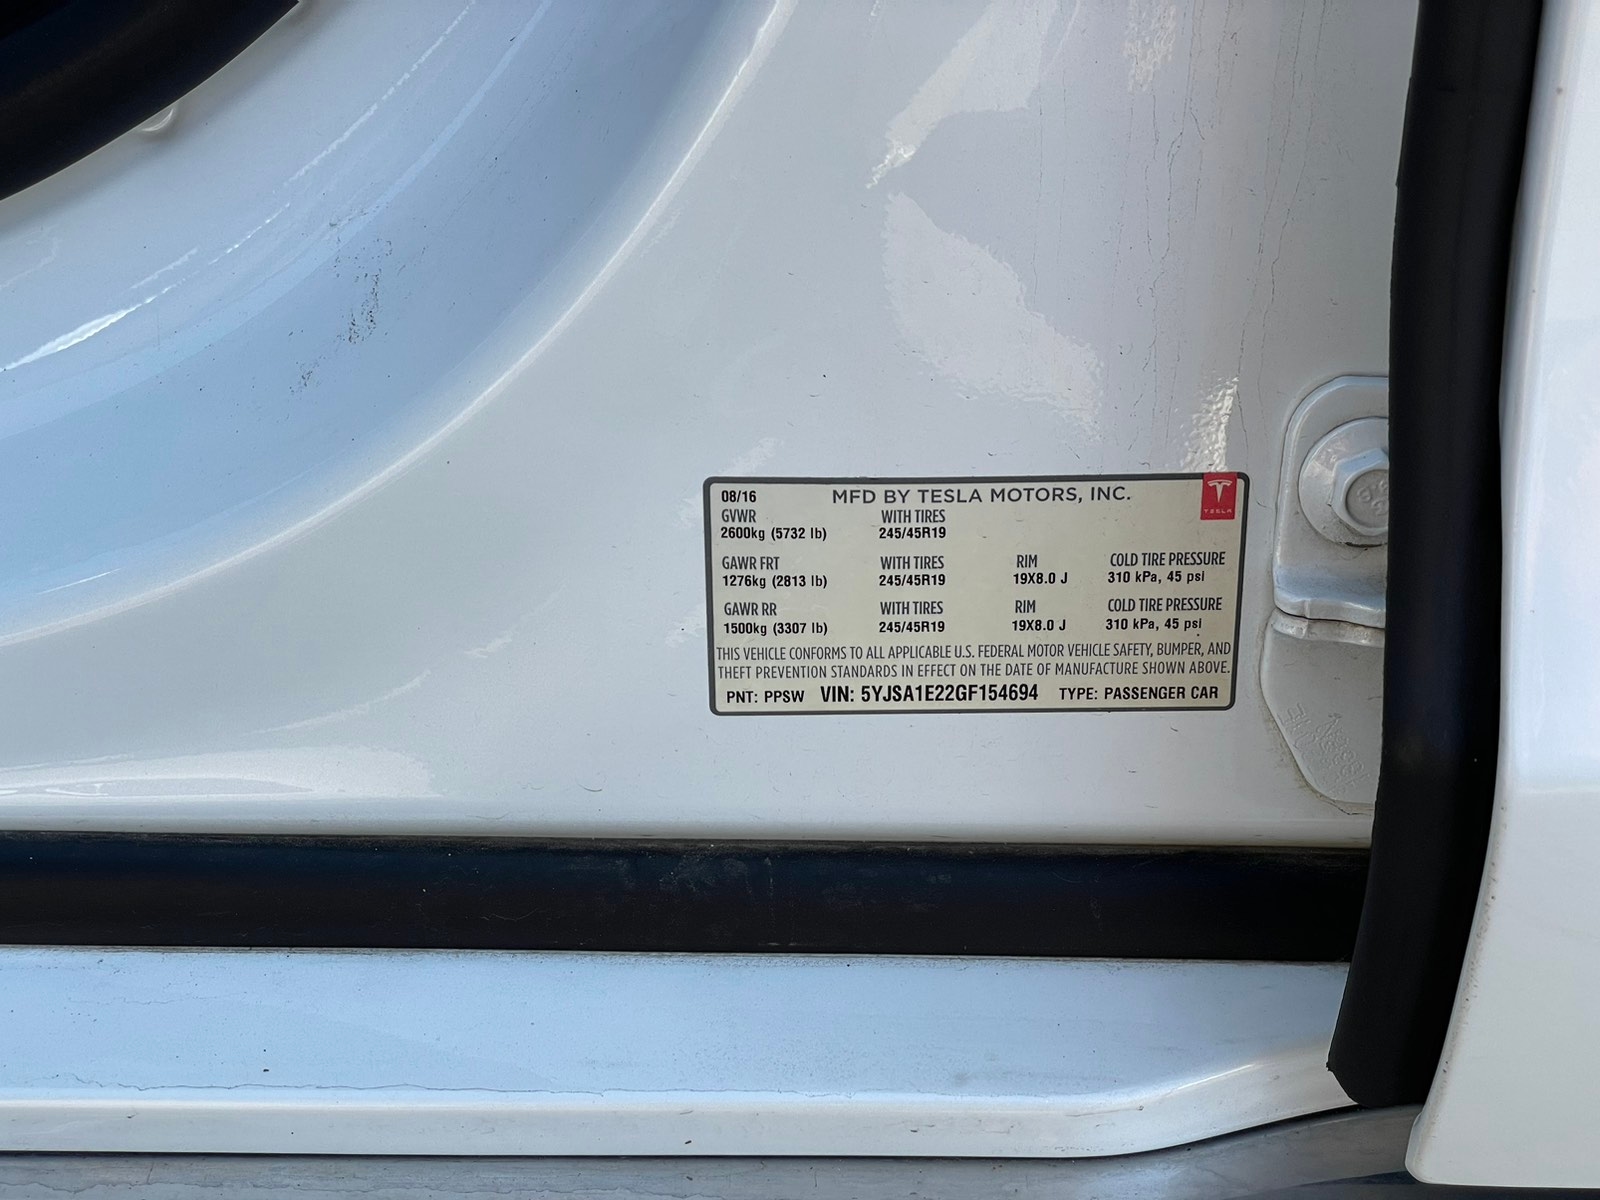 08/16 MFD BY TESLA MOTORS, INC.
TESLA
GVWR WITH TIRES
2600kg (5732 lb) 245/45R19
GAWR FRT WITH TIRES RIM COLD TIRE PRESSURE
1276kg (2813 lb) 245/45R19 19X8.0 J 310 kPa, 45 psi
GAWR RR WITH TIRES RIM COLD TIRE PRESSURE
1500kg (3307 lb) 245/45R19 19X8.0 J 310 kPa, 45 psi
THIS VEHICLE CONFORMS TO ALL APPLICABLE U.S. FEDERAL MOTOR VEHICLE SAFETY, BUMPER, AND
THEFT PREVENTION STANDARDS IN EFFECT ON THE DATE OF MANUFACTURE SHOWN ABOVE.
PNT: PPSW VIN: 5YJSA1E22GF154694 TYPE: PASSENGER CAR